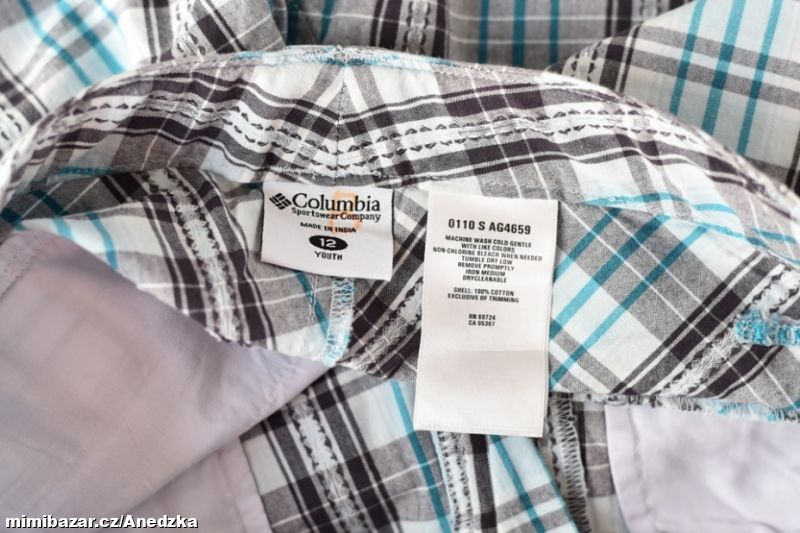 Columbia
Sportswear Company
MADE IN INDIA
12
YOUTH
0110 S AG4659
MACHINE WASH COLD GENTLE
WITH LIKE COLORS
NON-CHLORINE BLEACH WHEN NEEDED
TUMBLE DRY LOW
REMOVE PROMPTLY
IRON MEDIUM
DRYCLEANABLE
SHELL: 100% COTTON
EXCLUSIVE OF TRIMMING
RN 69724
CA 05367
mimibazar.cz/Anedzka